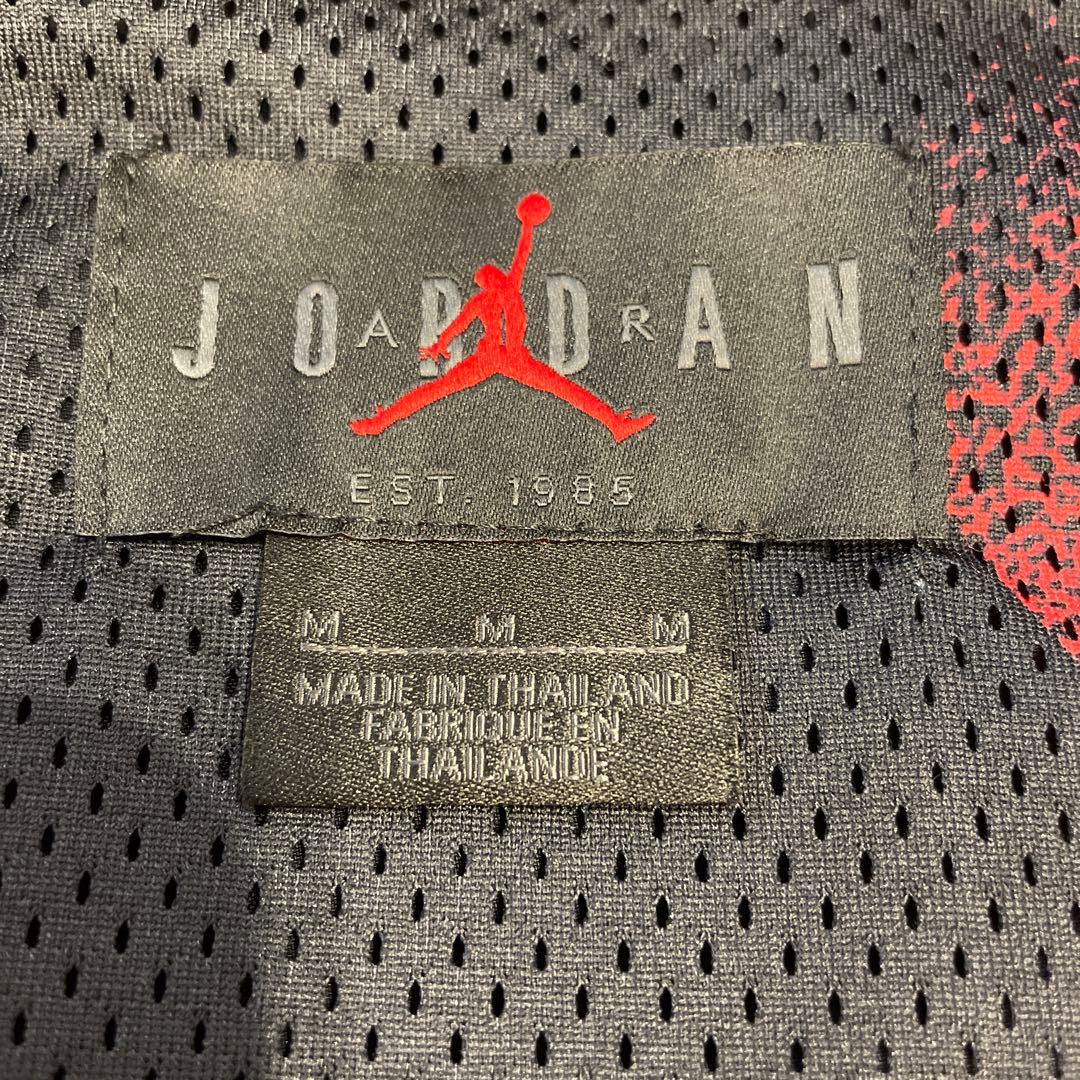 JORDAN
AIR
EST. 1985
M M M
MADE IN THAILAND
FABRIQUE EN
THAILANDE